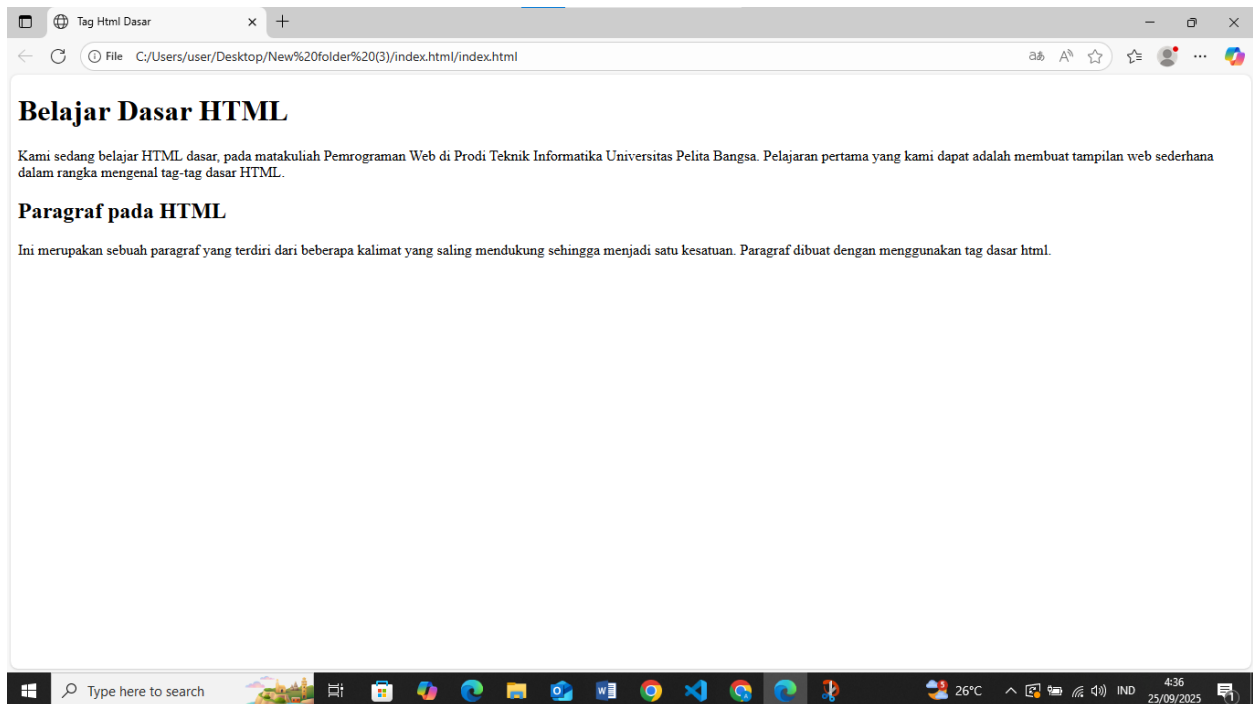 Tag Html Dasar
File C:/Users/user/Desktop/New%20folder%20(3)/index.html/index.html
Belajar Dasar HTML
Kami sedang belajar HTML dasar, pada matakuliah Pemrograman Web di Prodi Teknik Informatika Universitas Pelita Bangsa. Pelajaran pertama yang kami dapat adalah membuat tampilan web sederhana
dalam rangka mengenal tag-tag dasar HTML.
Paragraf pada HTML
Ini merupakan sebuah paragraf yang terdiri dari beberapa kalimat yang saling mendukung sehingga menjadi satu kesatuan. Paragraf dibuat dengan menggunakan tag dasar html.
Type here to search
26°C
IND
4:36
25/09/2025